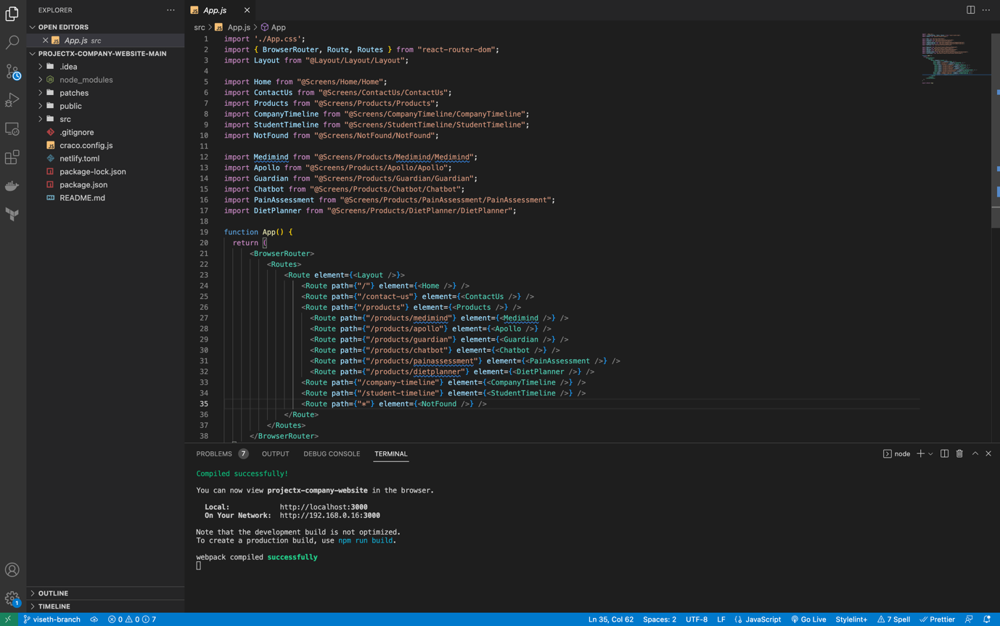 EXPLORER
OPEN EDITORS
App.js src
PROJECTX-COMPANY-WEBSITE-MAIN
.idea
node_modules
patches
public
src
.gitignore
craco.config.js
netlify.toml
package-lock.json
package.json
README.md
OUTLINE
TIMELINE
1
App.js
src > App.js > App
1 import './App.css';
2 import { BrowserRouter, Route, Routes } from "react-router-dom";
3 import Layout from "@Layout/Layout/Layout";
4
5 import Home from "@Screens/Home/Home";
6 import ContactUs from "@Screens/ContactUs/ContactUs";
7 import Products from "@Screens/Products/Products";
8 import CompanyTimeline from "@Screens/CompanyTimeline/CompanyTimeline";
9 import StudentTimeline from "@Screens/StudentTimeline/StudentTimeline";
10 import NotFound from "@Screens/NotFound/NotFound";
11
12 import Medimind from "@Screens/Products/Medimind/Medimind";
13 import Apollo from "@Screens/Products/Apollo/Apollo";
14 import Guardian from "@Screens/Products/Guardian/Guardian";
15 import Chatbot from "@Screens/Products/Chatbot/Chatbot";
16 import PainAssessment from "@Screens/Products/PainAssessment/PainAssessment";
17 import DietPlanner from "@Screens/Products/DietPlanner/DietPlanner";
18
19 function App() {
20 return (
21 <BrowserRouter>
22 <Routes>
23 <Route element={<Layout />}>
24 <Route path={"/"} element={<Home />} />
25 <Route path={"/contact-us"} element={<ContactUs />} />
26 <Route path={"/products"} element={<Products />} />
27 <Route path={"/products/medimind"} element={<Medimind />} />
28 <Route path={"/products/apollo"} element={<Apollo />} />
29 <Route path={"/products/guardian"} element={<Guardian />} />
30 <Route path={"/products/chatbot"} element={<Chatbot />} />
31 <Route path={"/products/painassessment"} element={<PainAssessment />} />
32 <Route path={"/products/dietplanner"} element={<DietPlanner />} />
33 <Route path={"/company-timeline"} element={<CompanyTimeline />} />
34 <Route path={"/student-timeline"} element={<StudentTimeline />} />
35 <Route path={"*"} element={<NotFound />} />
36 </Route>
37 </Routes>
38 </BrowserRouter>
PROBLEMS 7 OUTPUT DEBUG CONSOLE TERMINAL
node
Compiled successfully!
You can now view projectx-company-website in the browser.
Local: http://localhost:3000
On Your Network: http://192.168.0.16:3000
Note that the development build is not optimized.
To create a production build, use npm run build.
webpack compiled successfully
viseth-branch 0 0 7 Ln 35, Col 62 Spaces: 2 UTF-8 LF JavaScript Go Live Stylelint+ 7 Spell Prettier